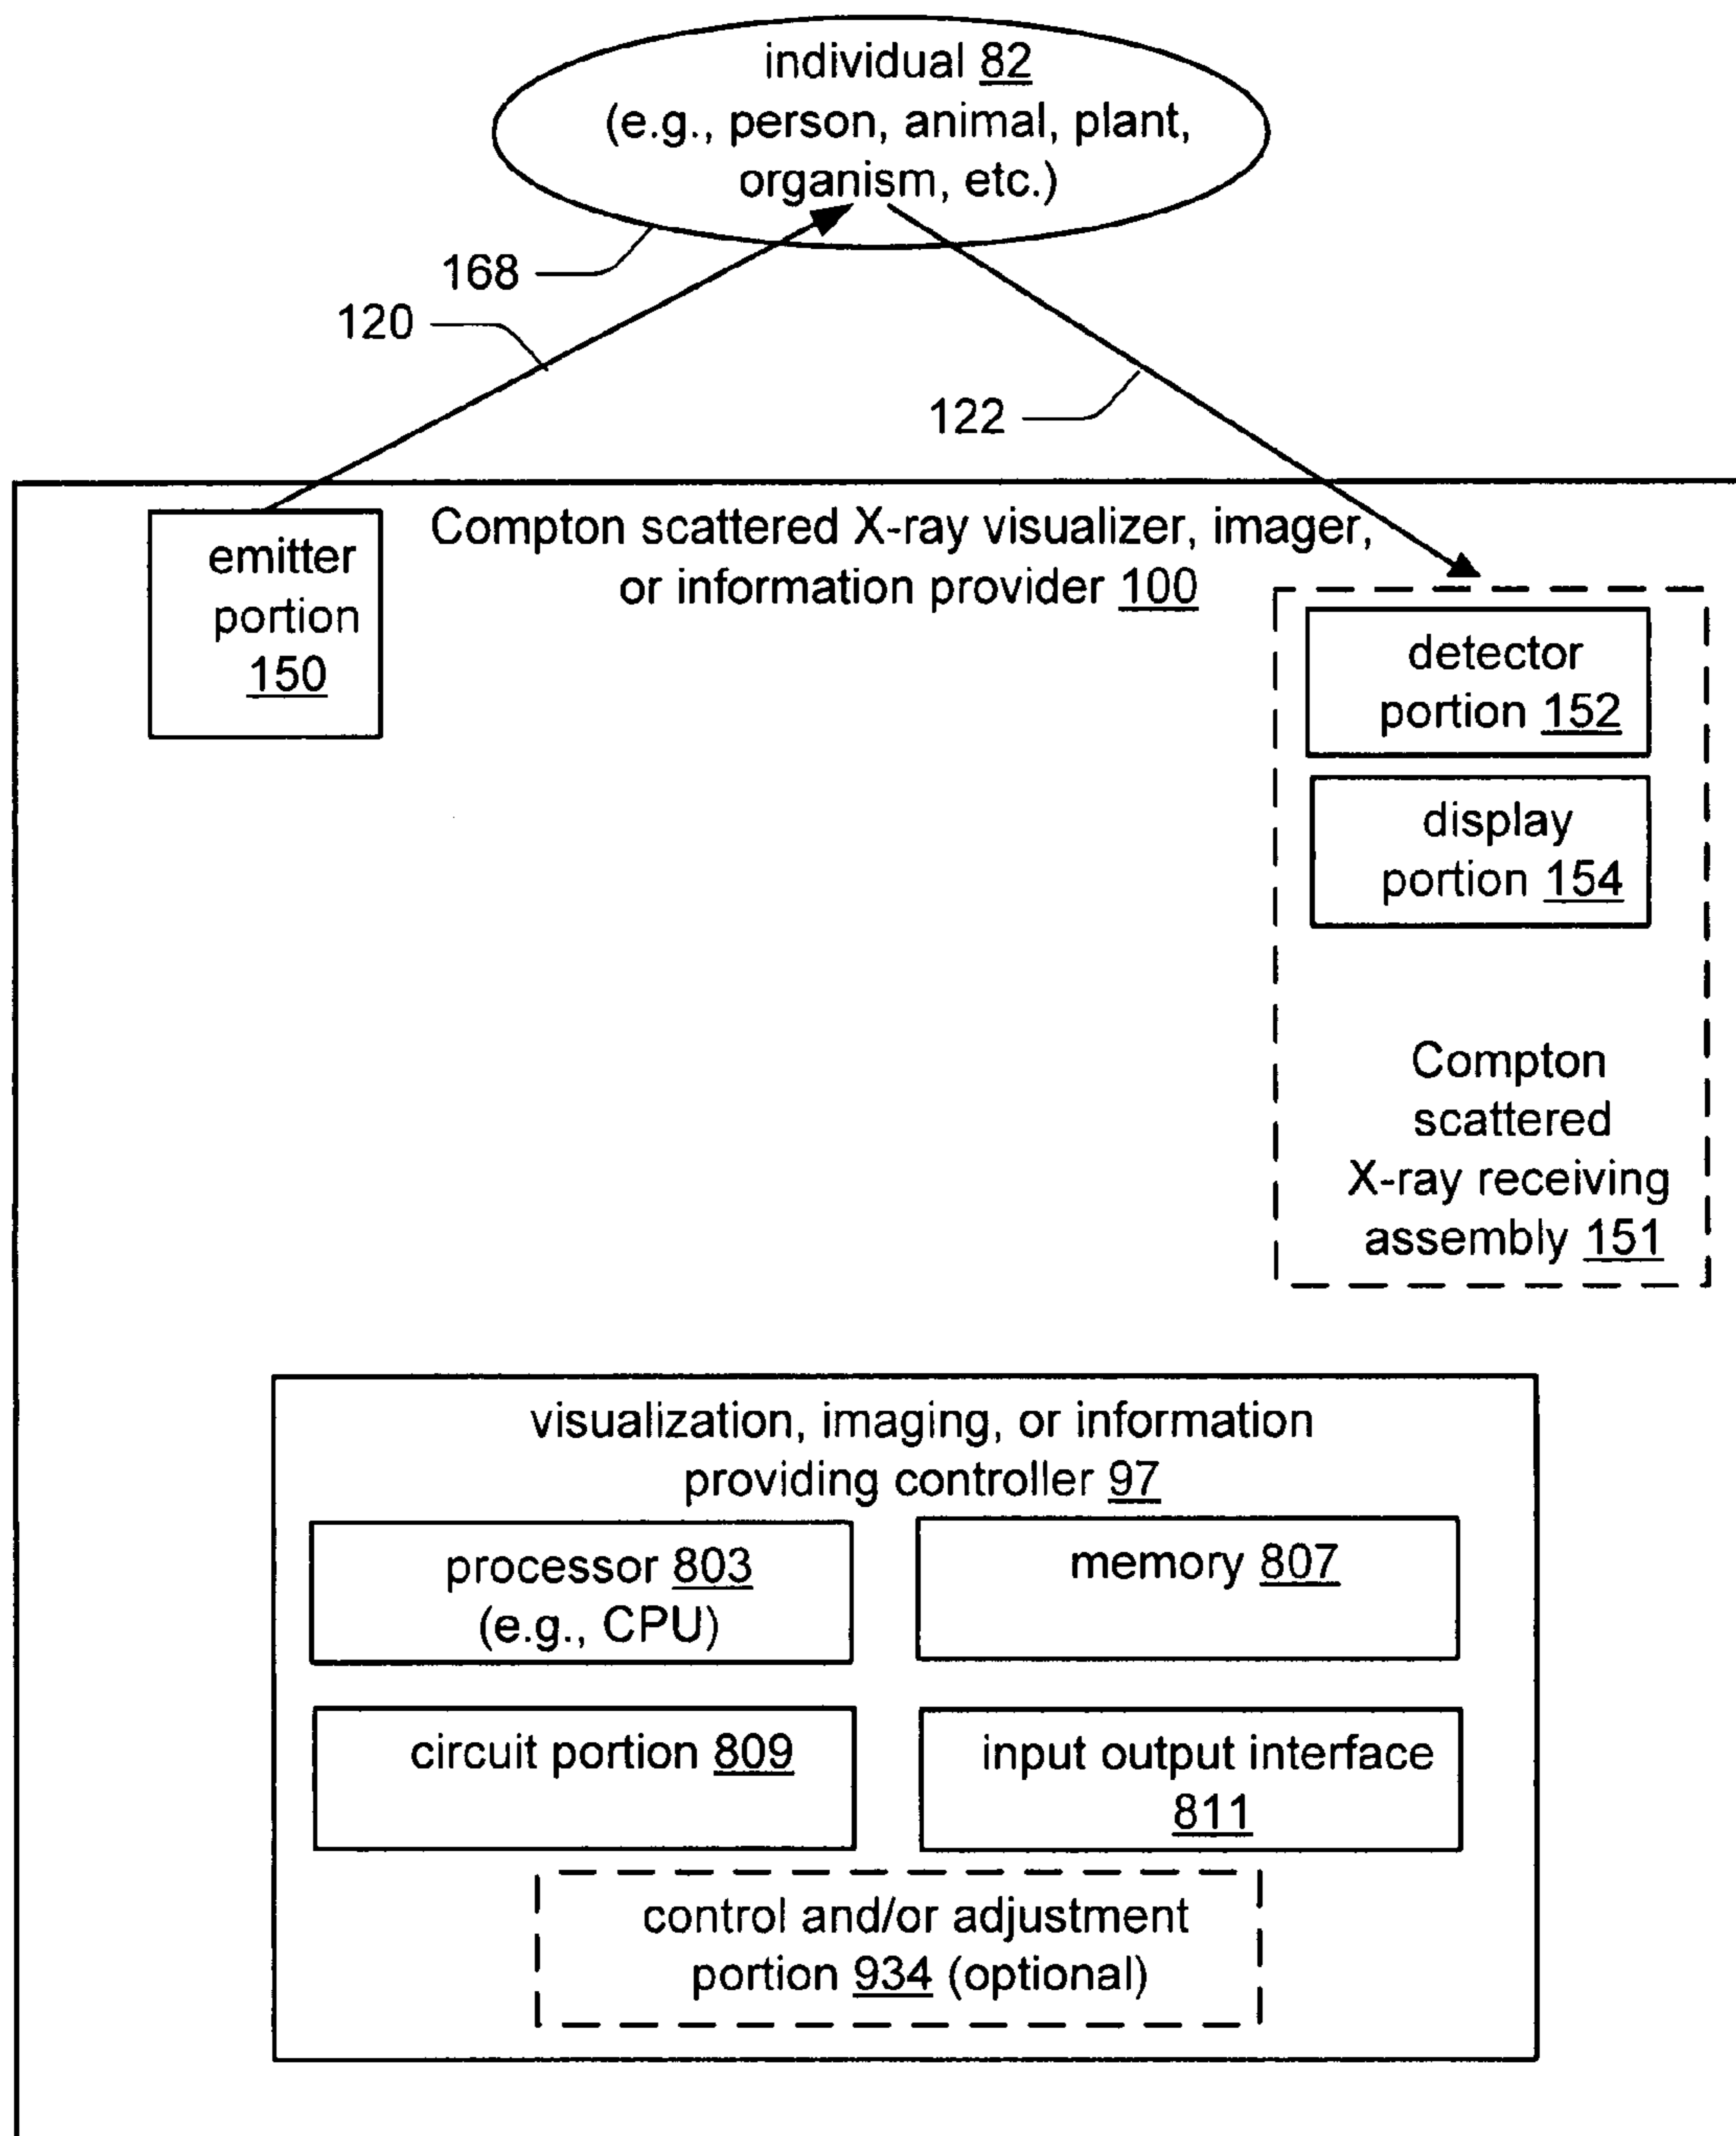 individual 82
(e.g., person, animal, plant,
organism, etc.)
168
120
122
emitter
portion
150
Compton scattered X-ray visualizer, imager,
or information provider 100
detector
portion 152
display
portion 154
Compton
scattered
X-ray receiving
assembly 151
visualization, imaging, or information
providing controller 97
processor 803
(e.g., CPU)
memory 807
circuit portion 809
input output interface
811
control and/or adjustment
portion 934 (optional)